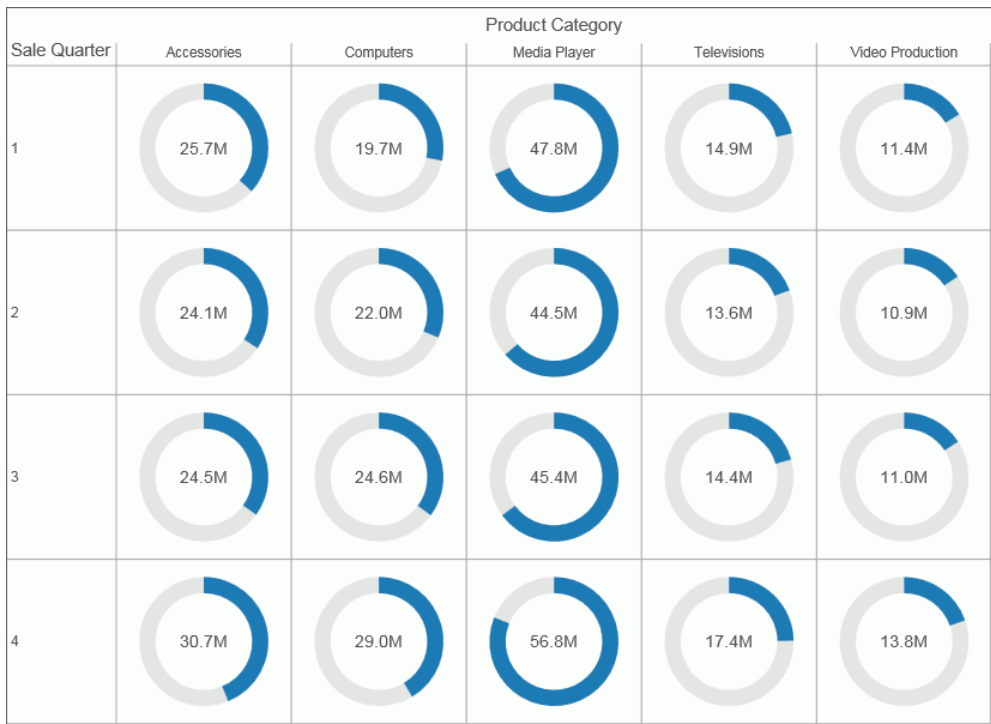 Product Category
Sale Quarter Accessories Computers Media Player Televisions Video Production
1 25.7M 19.7M 47.8M 14.9M 11.4M
2 24.1M 22.0M 44.5M 13.6M 10.9M
3 24.5M 24.6M 45.4M 14.4M 11.0M
4 30.7M 29.0M 56.8M 17.4M 13.8M